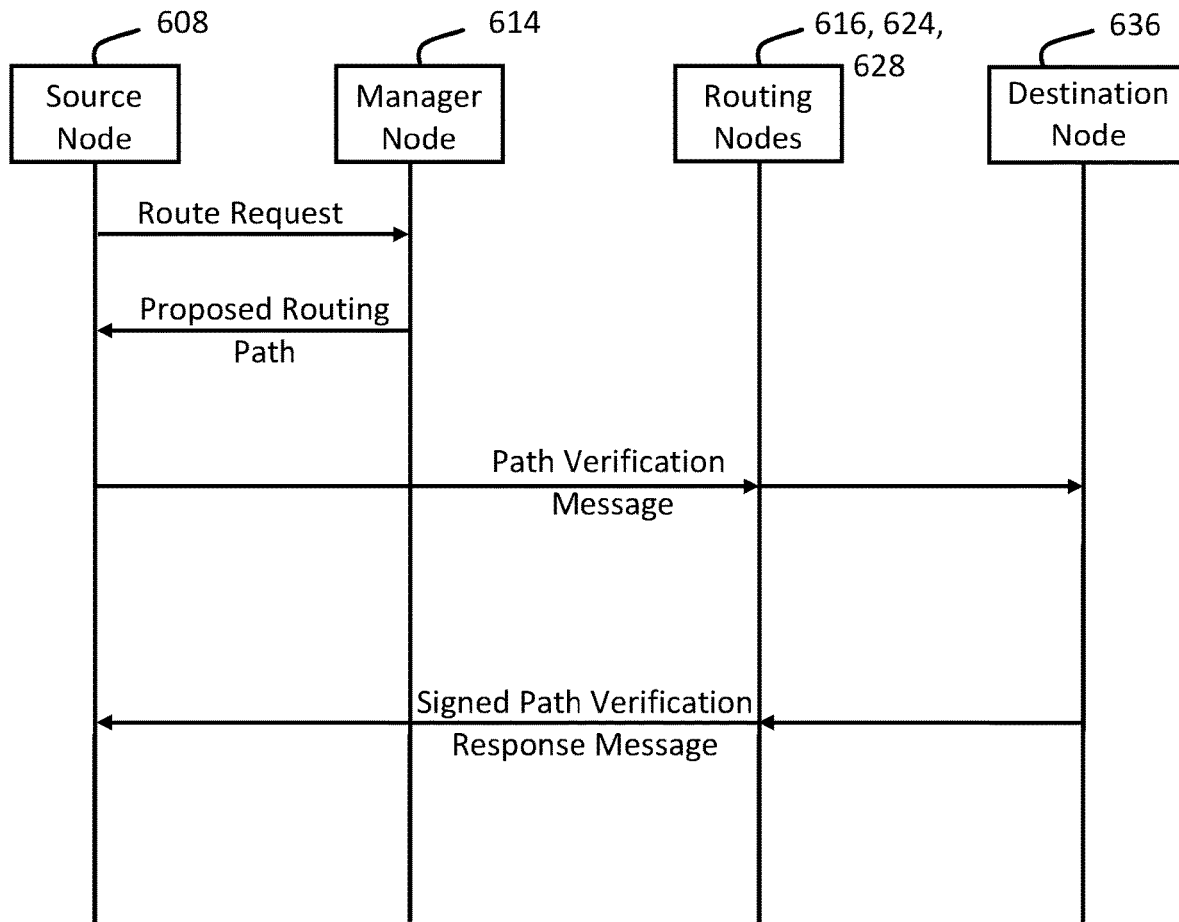 608
614
616, 624,
628
636
Source
Node
Manager
Node
Routing
Nodes
Destination
Node
Route Request
Proposed Routing
Path
Path Verification
Message
Signed Path Verification
Response Message